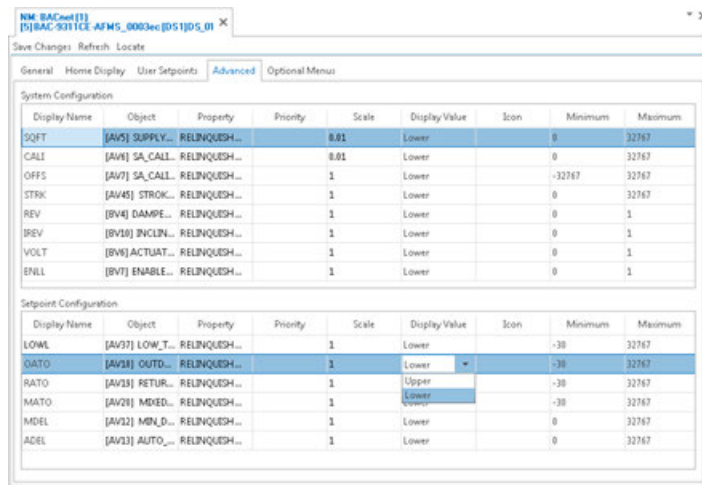 NM: BACnet [1]
[5] BAC-9311CE-AFMS_0003ec [DS1] DS_01
Save Changes Refresh Locate
General Home Display User Setpoints Advanced Optional Menus
System Configuration
Display Name Object Property Priority Scale Display Value Icon Minimum Maximum
SQFT [AV5] SUPPLY... RELINQUISH... 0.01 Lower 0 32767
CALI [AV6] SA_CALI... RELINQUISH... 0.01 Lower 0 32767
OFFS [AV7] SA_CALI... RELINQUISH... 1 Lower -32767 32767
STRK [AV45] STROK... RELINQUISH... 1 Lower 0 32767
REV [BV4] DAMPE... RELINQUISH... 1 Lower 0 1
IREV [BV10] INCLIN... RELINQUISH... 1 Lower 0 1
VOLT [BV6] ACTUAT... RELINQUISH... 1 Lower 0 1
ENLL [BV7] ENABLE... RELINQUISH... 1 Lower 0 1
Setpoint Configuration
Display Name Object Property Priority Scale Display Value Icon Minimum Maximum
LOWL [AV37] LOW_T... RELINQUISH... 1 Lower -30 32767
OATO [AV18] OUTD... RELINQUISH... 1 Lower -30 32767
RATO [AV19] RETUR... RELINQUISH... 1 Upper -30 32767
MATO [AV20] MIXED... RELINQUISH... 1 Lower -30 32767
MDEL [AV12] MIN_D... RELINQUISH... 1 Lower 0 32767
ADEL [AV13] AUTO_... RELINQUISH... 1 Lower 0 32767